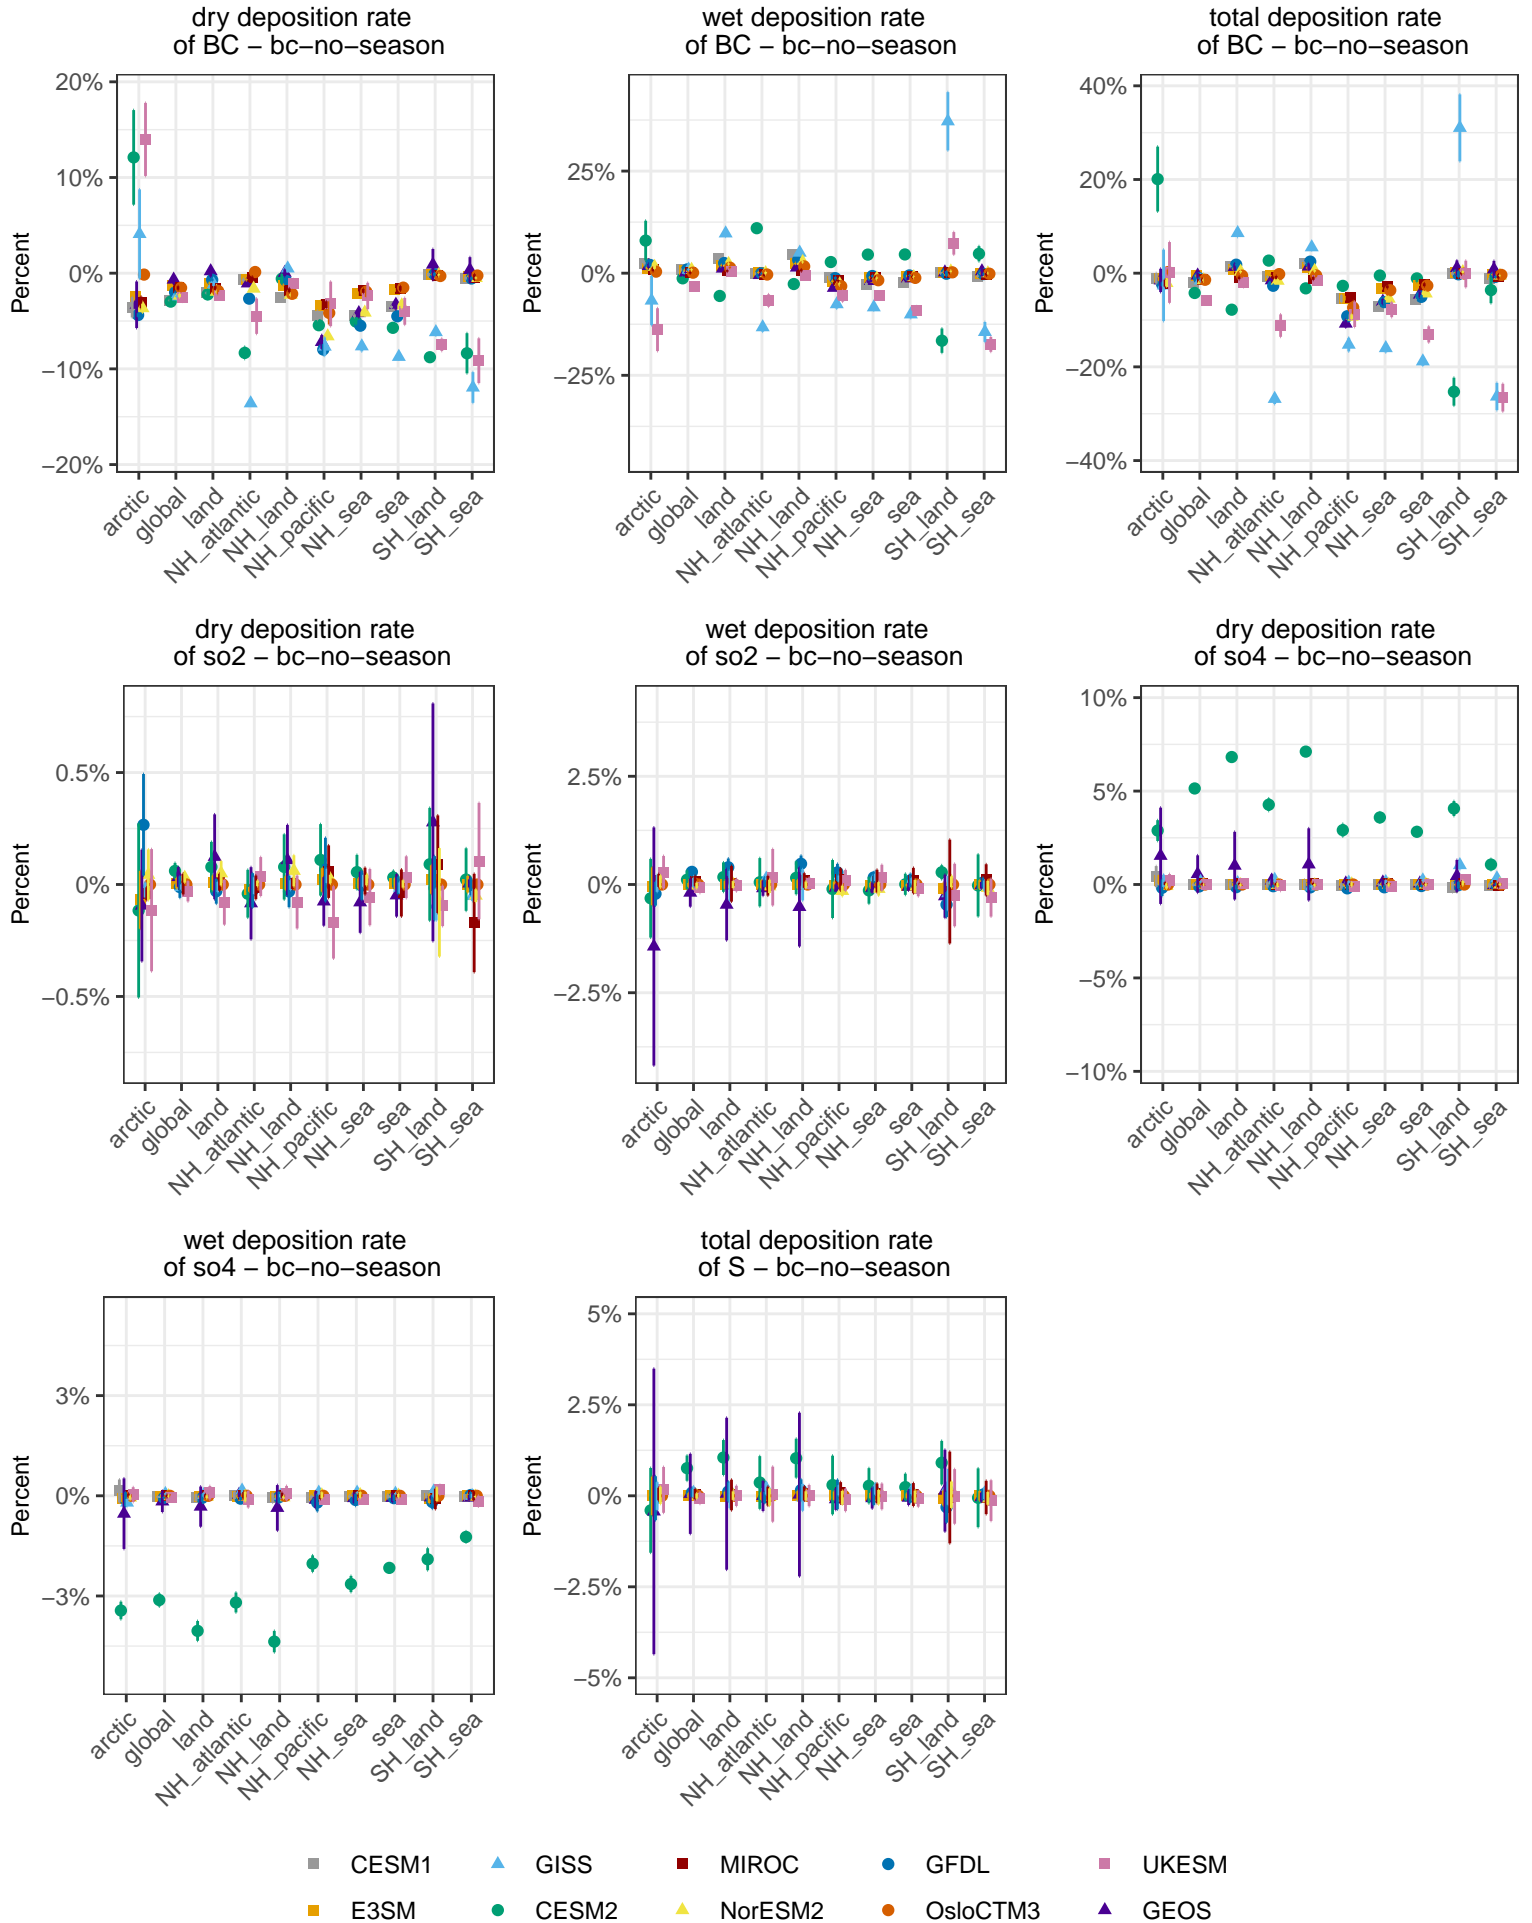 dry deposition rate
of BC − bc−no−season
wet deposition rate
of BC − bc−no−season
total deposition rate
of BC − bc−no−season
Percent
20%
10%
0%
−10%
−20%
arctic
global
land
NH_atlantic
NH_land
NH_pacific
NH_sea
sea
SH_land
SH_sea
Percent
25%
0%
−25%
arctic
global
land
NH_atlantic
NH_land
NH_pacific
NH_sea
sea
SH_land
SH_sea
Percent
40%
20%
0%
−20%
−40%
arctic
global
land
NH_atlantic
NH_land
NH_pacific
NH_sea
sea
SH_land
SH_sea
dry deposition rate
of so2 − bc−no−season
wet deposition rate
of so2 − bc−no−season
dry deposition rate
of so4 − bc−no−season
Percent
0.5%
0%
−0.5%
arctic
global
land
NH_atlantic
NH_land
NH_pacific
NH_sea
sea
SH_land
SH_sea
Percent
2.5%
0%
−2.5%
arctic
global
land
NH_atlantic
NH_land
NH_pacific
NH_sea
sea
SH_land
SH_sea
Percent
10%
5%
0%
−5%
−10%
arctic
global
land
NH_atlantic
NH_land
NH_pacific
NH_sea
sea
SH_land
SH_sea
wet deposition rate
of so4 − bc−no−season
total deposition rate
of S − bc−no−season
Percent
3%
0%
−3%
arctic
global
land
NH_atlantic
NH_land
NH_pacific
NH_sea
sea
SH_land
SH_sea
Percent
5%
2.5%
0%
−2.5%
−5%
arctic
global
land
NH_atlantic
NH_land
NH_pacific
NH_sea
sea
SH_land
SH_sea
CESM1 GISS MIROC GFDL UKESM
E3SM CESM2 NorESM2 OsloCTM3 GEOS